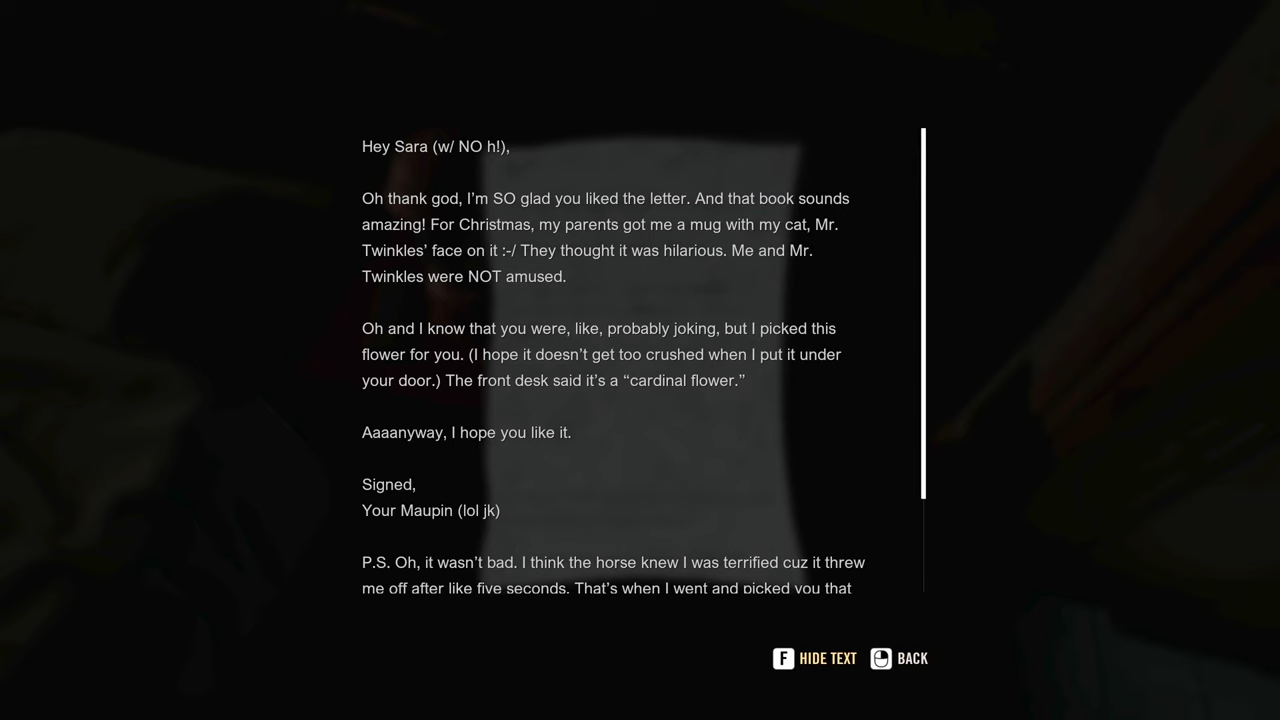 Hey Sara (w/ NO h!),
Oh thank god, I'm SO glad you liked the letter. And that book sounds
amazing! For Christmas, my parents got me a mug with my cat, Mr.
Twinkles' face on it :-/ They thought it was hilarious. Me and Mr.
Twinkles were NOT amused.
Oh and I know that you were, like, probably joking, but I picked this
flower for you. (I hope it doesn't get too crushed when I put it under
your door.) The front desk said it's a “cardinal flower.”
Aaaanyway, I hope you like it.
Signed,
Your Maupin (lol jk)
P.S. Oh, it wasn't bad. I think the horse knew I was terrified cuz it threw
me off after like five seconds. That's when I went and picked you that
F HIDE TEXT BACK